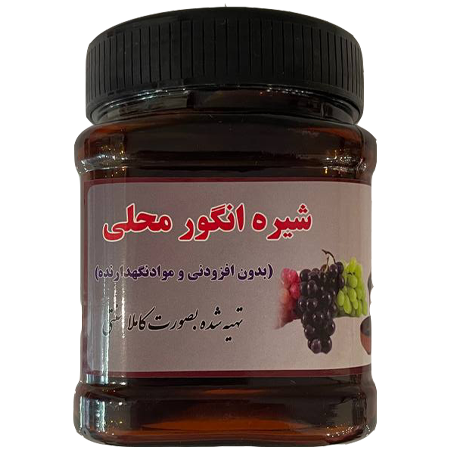 شیره انگور محلی
(بدون افزودنی و موادنگهدارنده)
تهیه شده بصورت کاملا سنتی